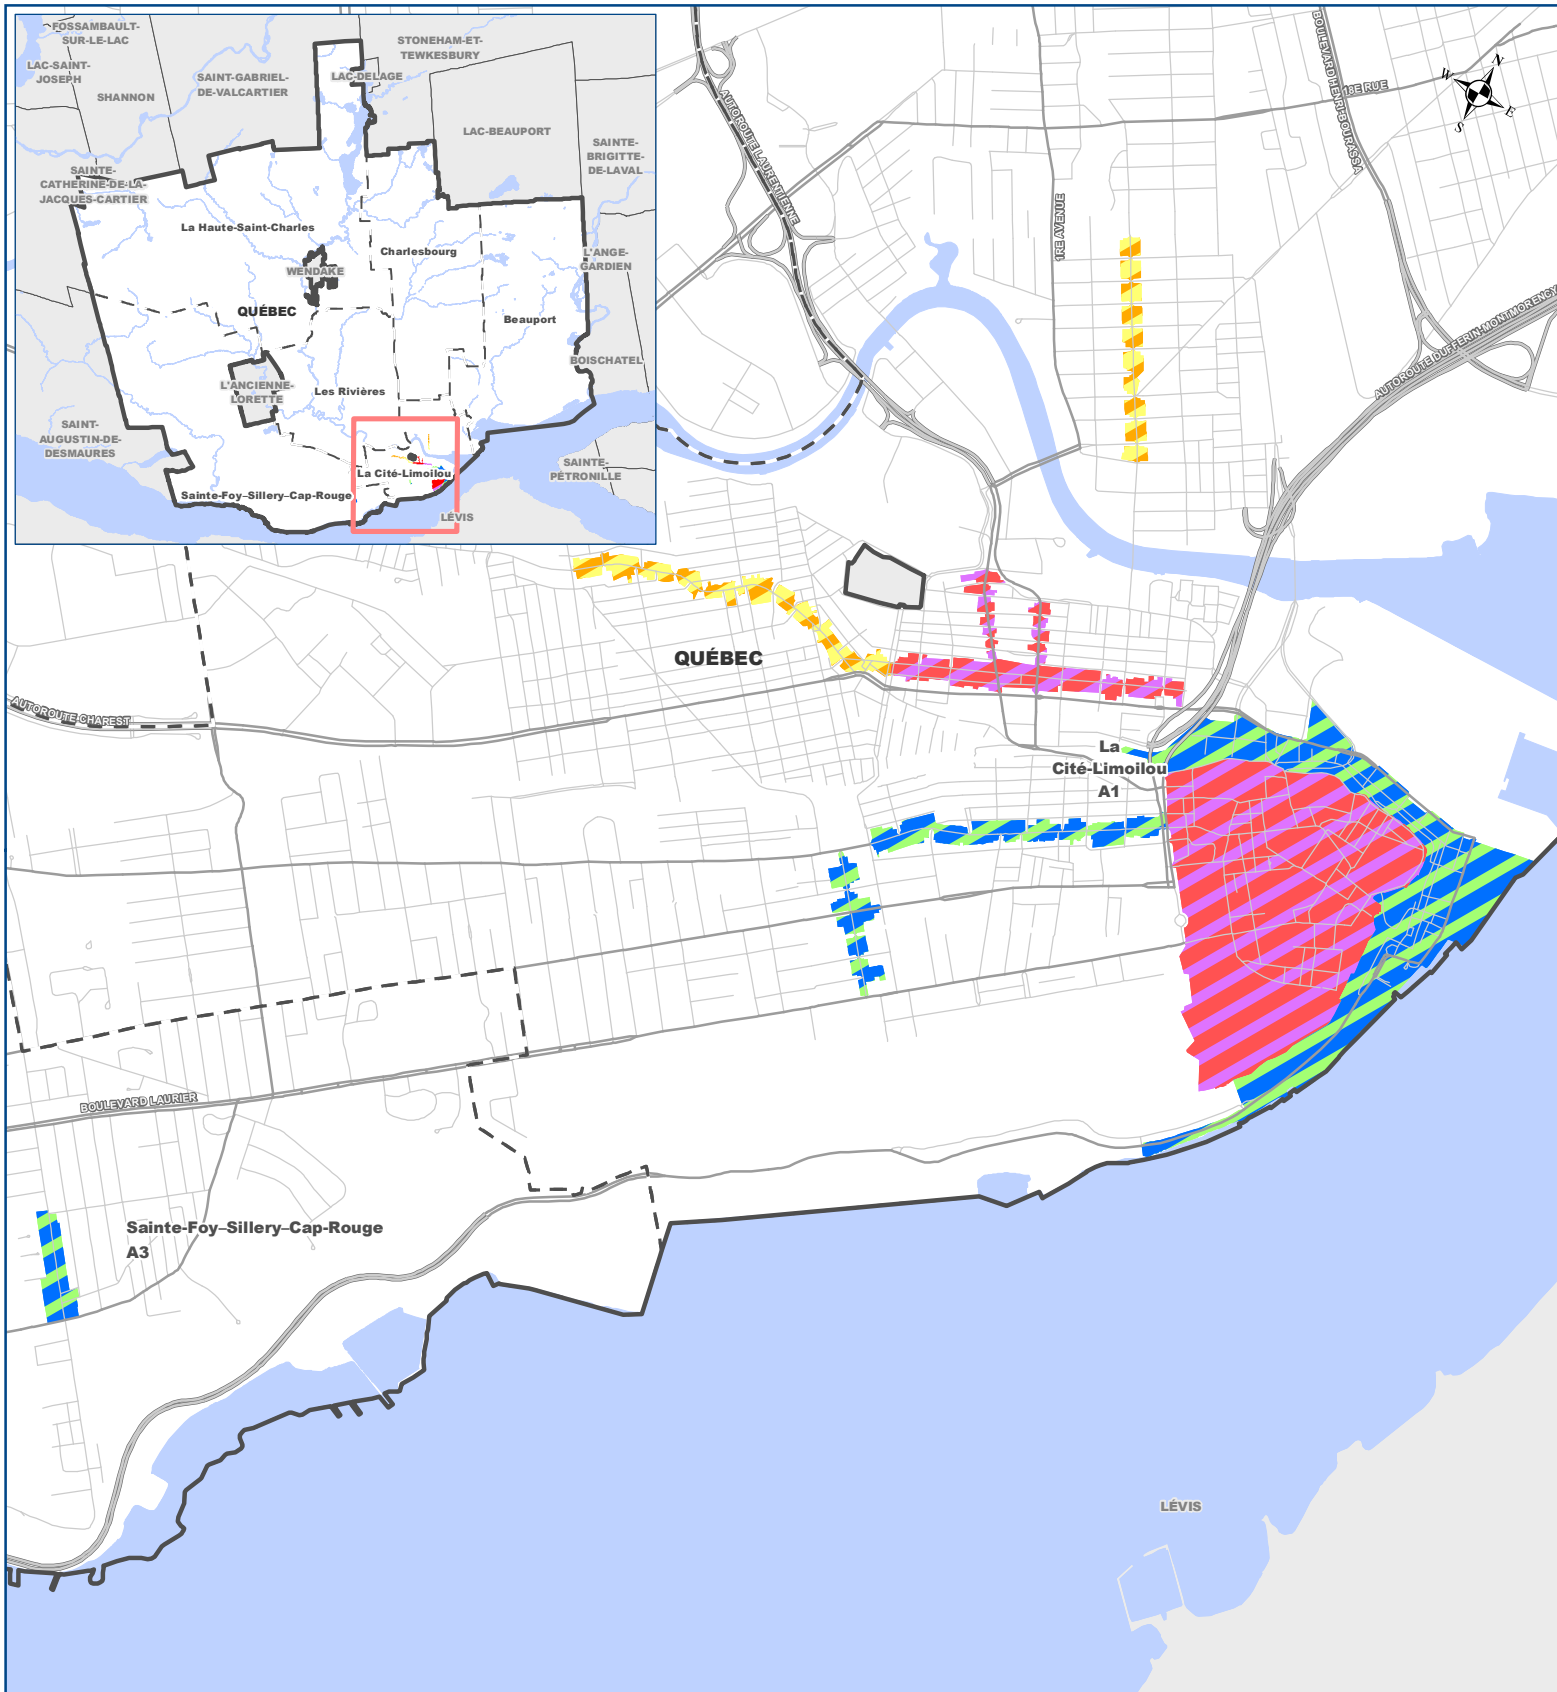 FOSSAMBAULT-
SUR-LE-LAC
LAC-SAINT-
JOSEPH
SHANNON
SAINT-GABRIEL-
DE-VALCARTIER
STONEHAM-ET-
TEWKESBURY
LAC-DELAGE
LAC-BEAUPORT
SAINTE-
BRIGITTE-
DE-LAVAL
SAINTE-
CATHERINE-DE-LA-
JACQUES-CARTIER
La Haute-Saint-Charles
Charlesbourg
WENDAKE
L'ANGE-
GARDIEN
QUÉBEC
Beauport
BOISCHATEL
L'ANCIENNE-
LORETTE
Les Rivières
SAINT-
AUGUSTIN-DE-
DESMAURES
La Cité-Limoilou
SAINTE-
PÉTRONILLE
Sainte-Foy–Sillery–Cap-Rouge
LÉVIS
AUTOROUTE LAURENTIENNE
1RE AVENUE
BOULEVARD HENRI-BOURASSA
18E RUE
N
W
E
S
AUTOROUTE DUFFERIN-MONTMORENCY
QUÉBEC
AUTOROUTE CHAREST
La
Cité-Limoilou
A1
BOULEVARD LAURIER
Sainte-Foy–Sillery–Cap-Rouge
A3
LÉVIS